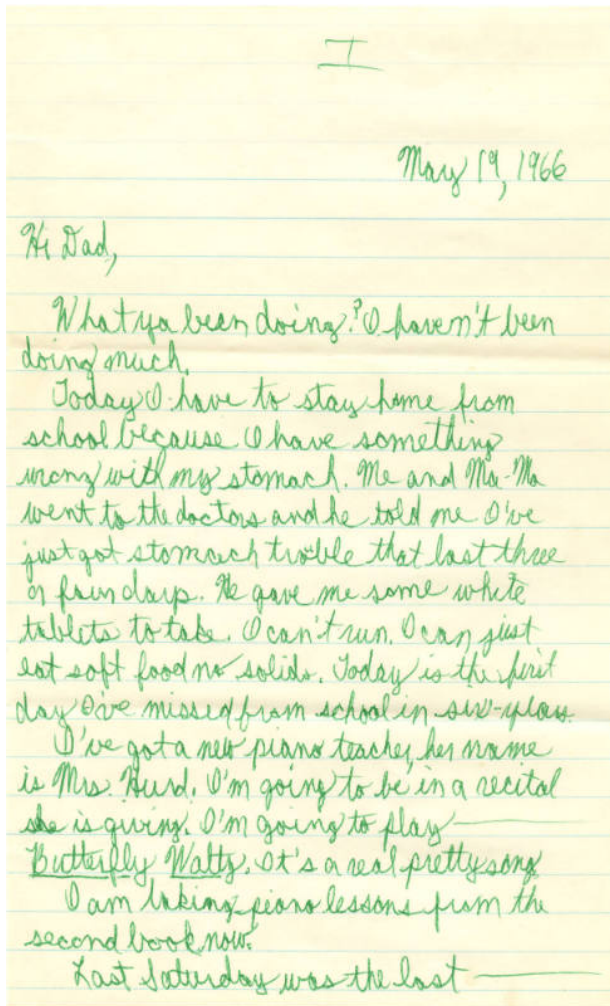 I
May 19, 1966
Hi Dad,
What ya been doing? I haven't been
doing much.
Today I have to stay home from
school because I have something
wrong with my stomach. Me and Ma-Ma
went to the doctors and he told me I've
just got stomach trouble that last three
or four days. He gave me some white
tablets to take. I can't run. I can just
eat soft food no solids. Today is the first
day I've missed from school in six-years.
I've got a new piano teacher, her name
is Mrs. Hurd. I'm going to be in a recital
she is giving. I'm going to play —
Butterfly Waltz. It's a real pretty song
I am taking piano lessons from the
second book now.
Last Saturday was the last —